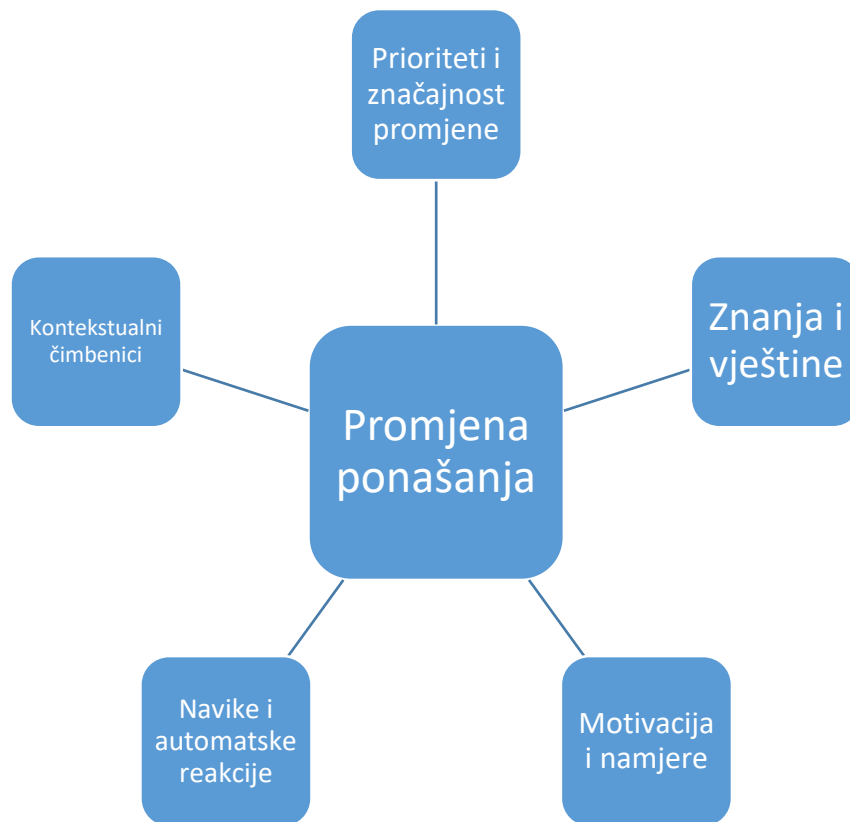 Prioriteti i
značajnost
promjene
Kontekstualni
čimbenici
Znanja i
vještine
Promjena
ponašanja
Navike i
automatske
reakcije
Motivacija
i namjere